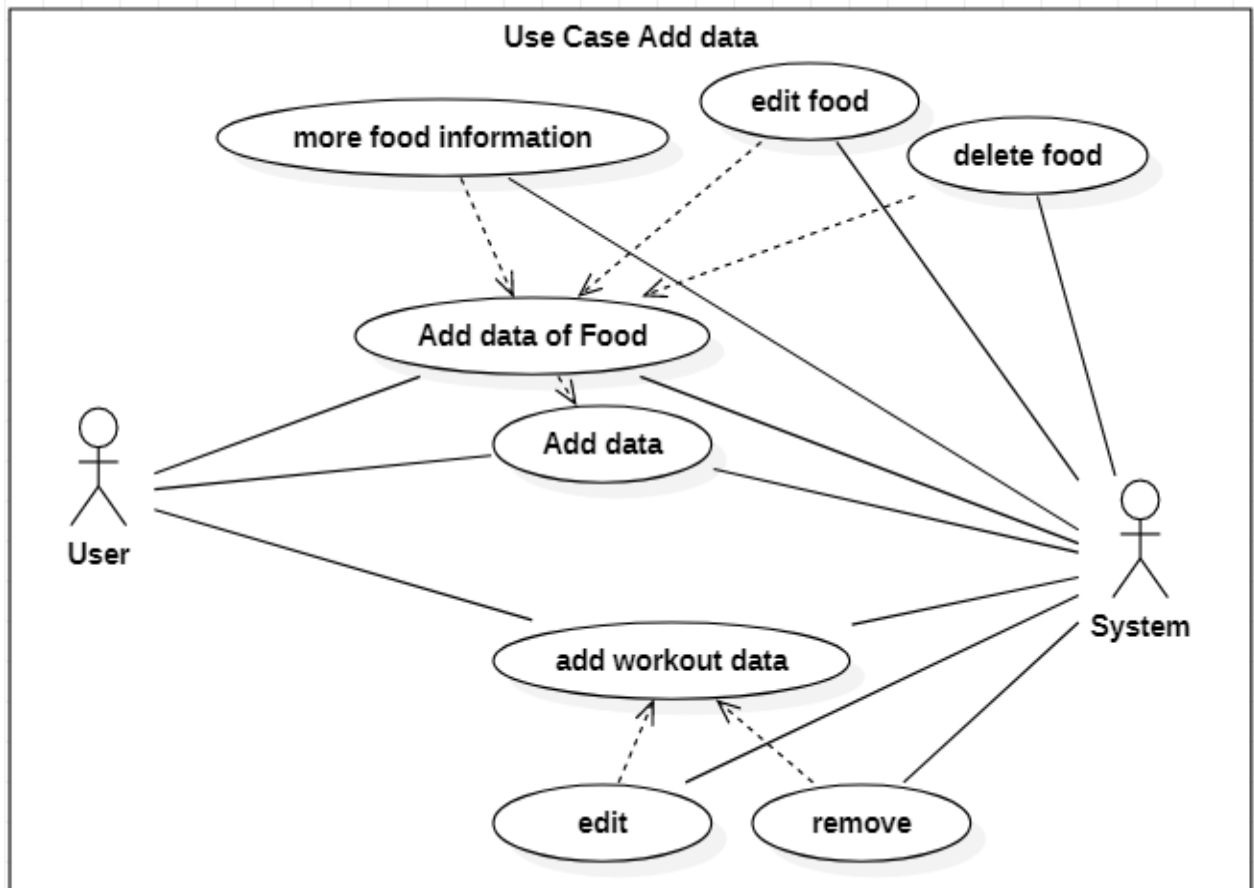 Use Case Add data
edit food
more food information
delete food
Add data of Food
Add data
User
System
add workout data
edit
remove